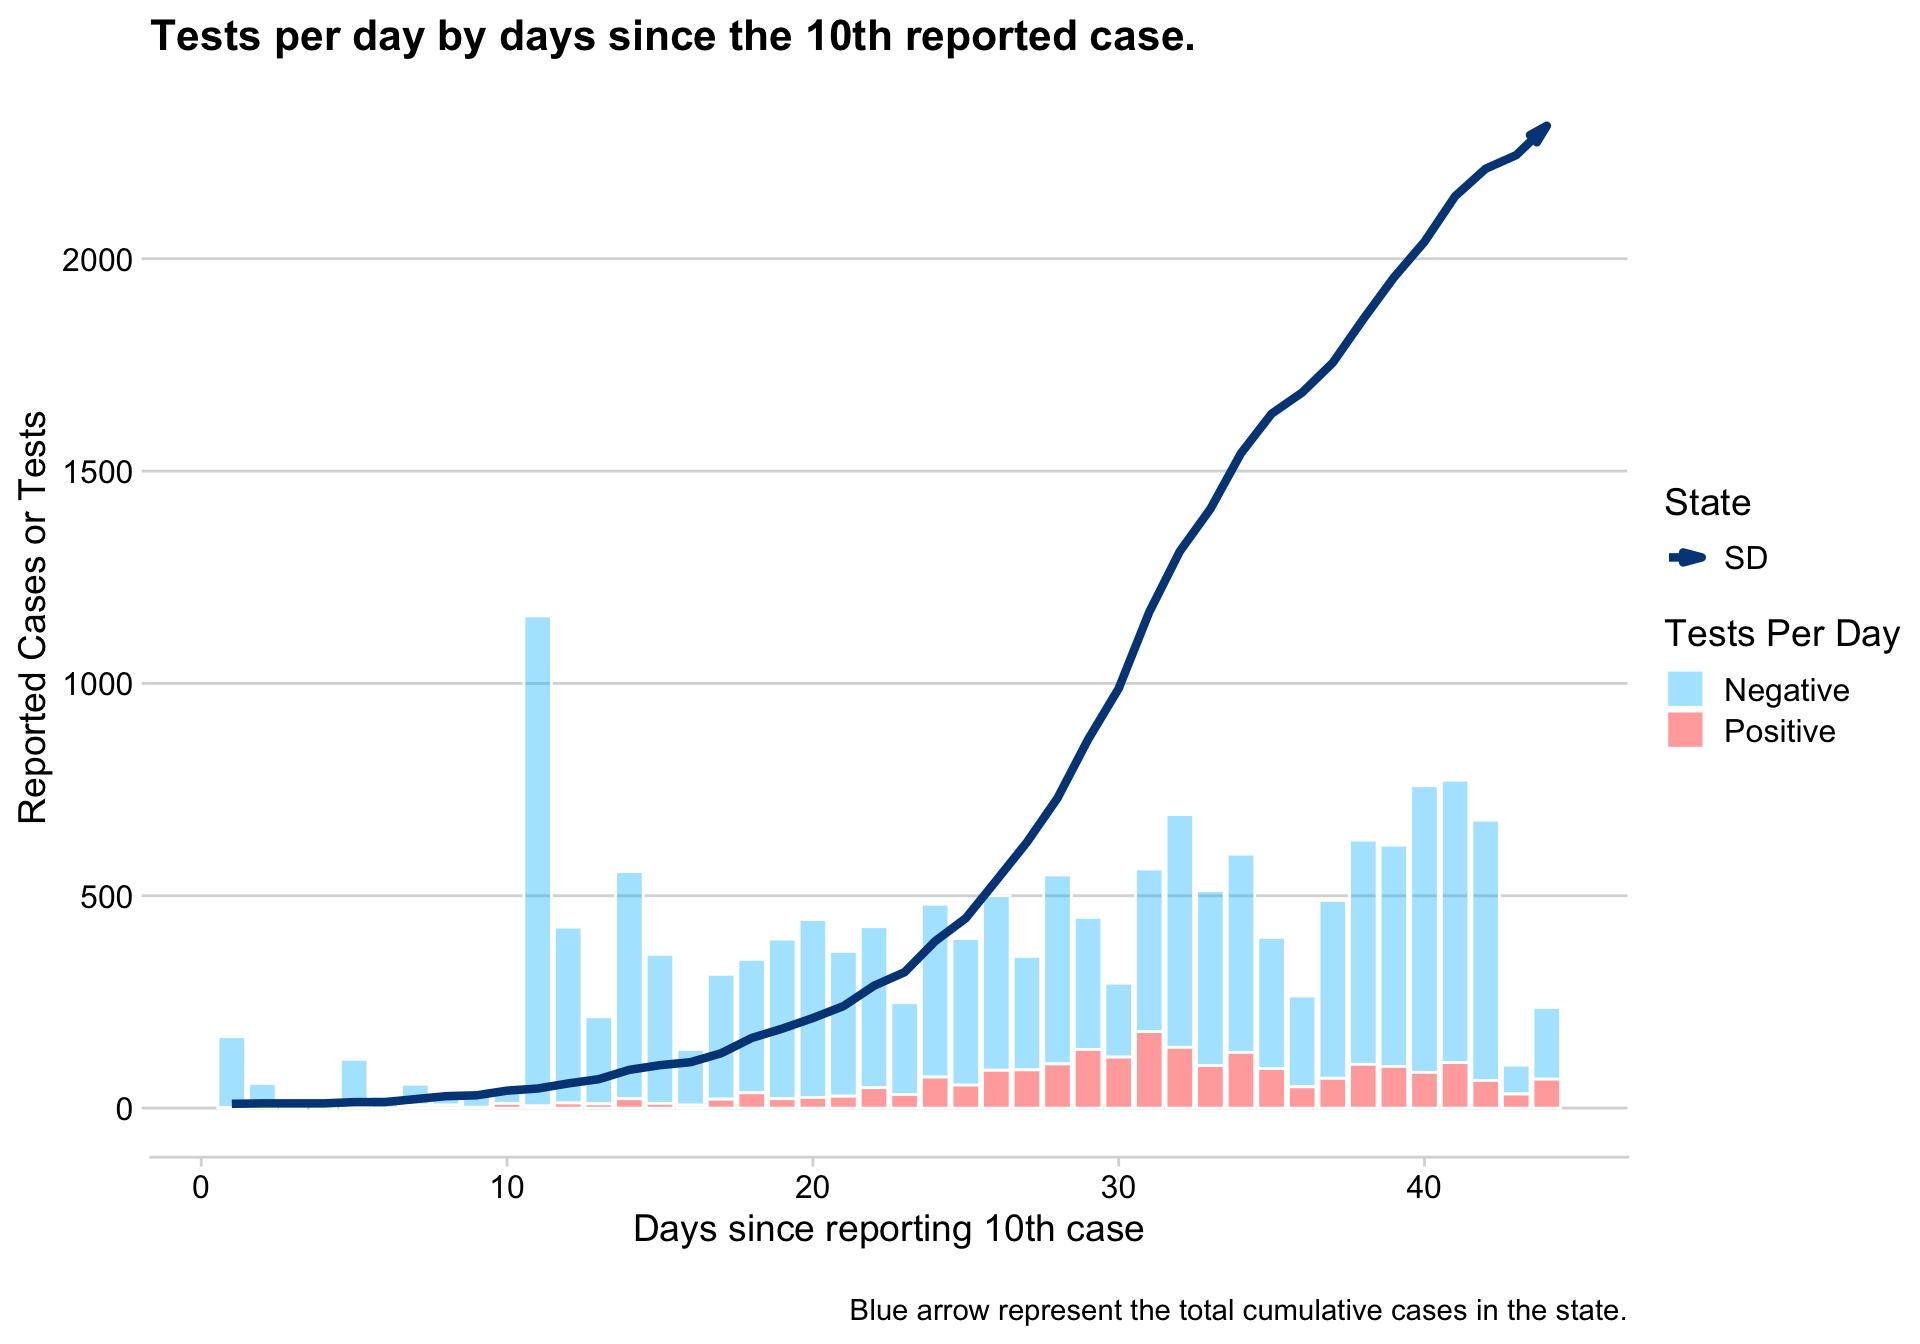 Tests per day by days since the 10th reported case.
Reported Cases or Tests
2000
1500
1000
500
0
0 10 20 30 40
Days since reporting 10th case
State
SD
Tests Per Day
Negative
Positive
Blue arrow represent the total cumulative cases in the state.